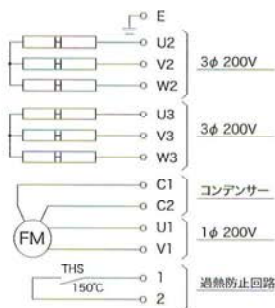 E
H U2
H V2 3φ 200V
H W2
H U3
H V3 3φ 200V
H W3
C1 コンデンサー
C2
FM U1 1φ 200V
V1
THS 1
150℃ 過熱防止回路
2